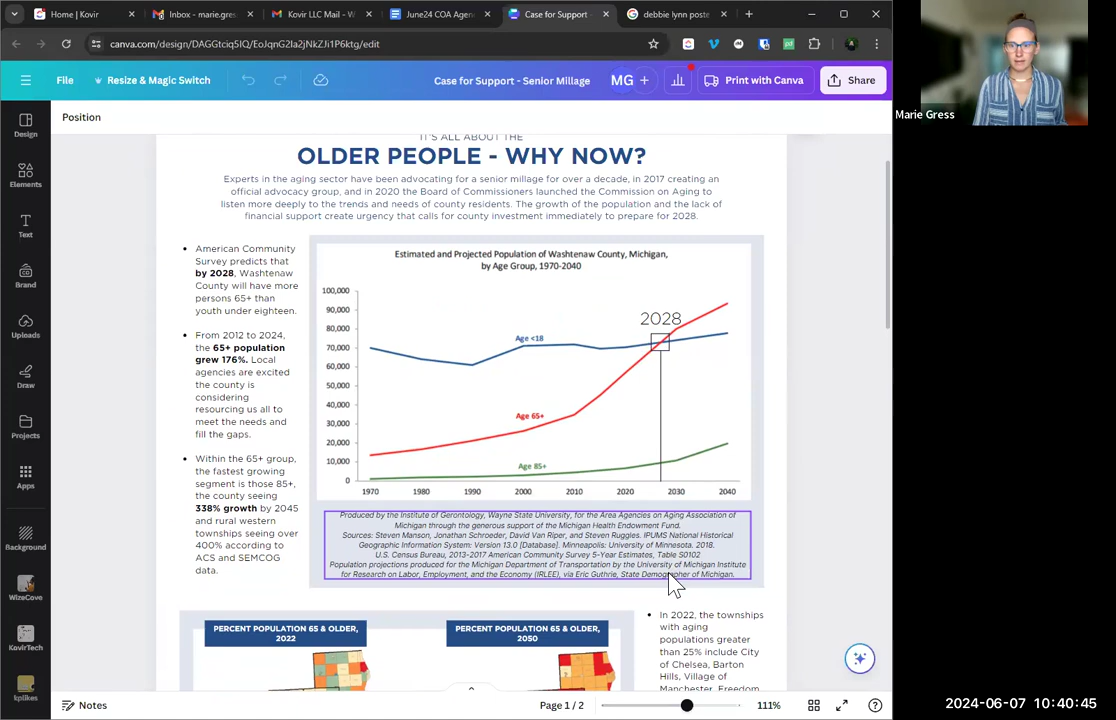 Home | Kovir
Inbox - marie.gres
Kovir LLC Mail -
June24 COA Agen
Case for Support
debbie lynn poste
canva.com/design/DAGGtciq5IQ/EoJqnG2la2jNkZJi1P6ktg/edit
File
Resize & Magic Switch
Case for Support - Senior Millage
MG
Print with Canva
Share
Marie Gress
Position
Design
Elements
Text
Brand
Uploads
Draw
Projects
Apps
Background
WizeCove
KovirTech
IT'S ALL ABOUT THE
OLDER PEOPLE - WHY NOW?
Experts in the aging sector have been advocating for a senior millage for over a decade, in 2017 creating an
official advocacy group, and in 2020 the Board of Commissioners launched the Commission on Aging to
listen more deeply to the trends and needs of county residents. The growth of the population and the lack of
financial support create urgency that calls for county investment immediately to prepare for 2028.
American Community
Survey predicts that
by 2028, Washtenaw
County will have more
persons 65+ than
youth under eighteen.
From 2012 to 2024,
the 65+ population
grew 176%. Local
agencies are excited
the county is
considering
resourcing us all to
meet the needs and
fill the gaps.
Within the 65+ group,
the fastest growing
segment is those 85+,
the county seeing
338% growth by 2045
and rural western
townships seeing over
400% according to
ACS and SEMCOG
data.
Estimated and Projected Population of Washtenaw County, Michigan,
by Age Group, 1970-2040
100,000
90,000
80,000
70,000
60,000
50,000
40,000
30,000
20,000
10,000
0
2028
Age <18
Age 65+
Age 85+
1970 1980 1990 2000 2010 2020 2030 2040
Produced by the Institute of Gerontology, Wayne State University, for the Area Agencies on Aging Association of
Michigan through the generous support of the Michigan Health Endowment Fund.
Sources: Steven Manson, Jonathan Schroeder, David Van Riper, and Steven Ruggles. IPUMS National Historical
Geographic Information System: Version 13.0 [Database]. Minneapolis: University of Minnesota. 2018.
U.S. Census Bureau, 2013-2017 American Community Survey 5-Year Estimates, Table S0102
Population projections produced for the Michigan Department of Transportation by the University of Michigan Institute
for Research on Labor, Employment, and the Economy (IRLEE), via Eric Guthrie, State Demographer of Michigan.
PERCENT POPULATION 65 & OLDER,
2022
PERCENT POPULATION 65 & OLDER,
2050
In 2022, the townships
with aging
populations greater
than 25% include City
of Chelsea, Barton
Hills, Village of
Manchester, Freedom
Notes
Page 1 / 2
111%
2024-06-07 10:40:45